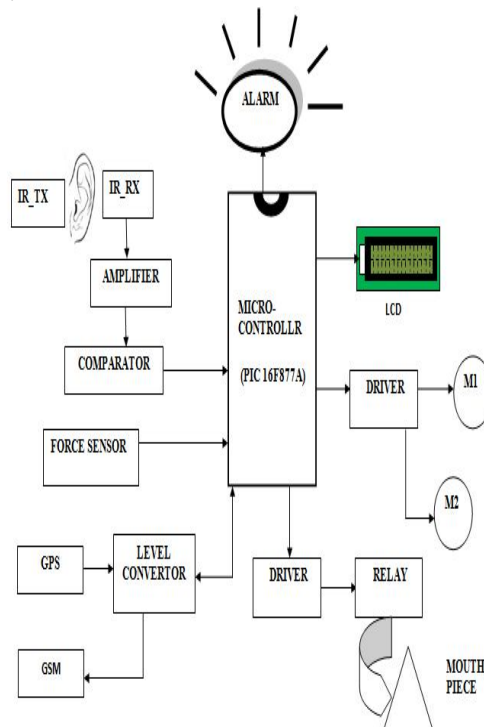 ALARM
IR_TX
IR_RX
AMPLIFIER
MICRO-
CONTROLLR
(PIC 16F877A)
LCD
COMPARATOR
DRIVER
M1
FORCE SENSOR
M2
GPS
LEVEL
CONVERTOR
DRIVER
RELAY
GSM
MOUTH
PIECE